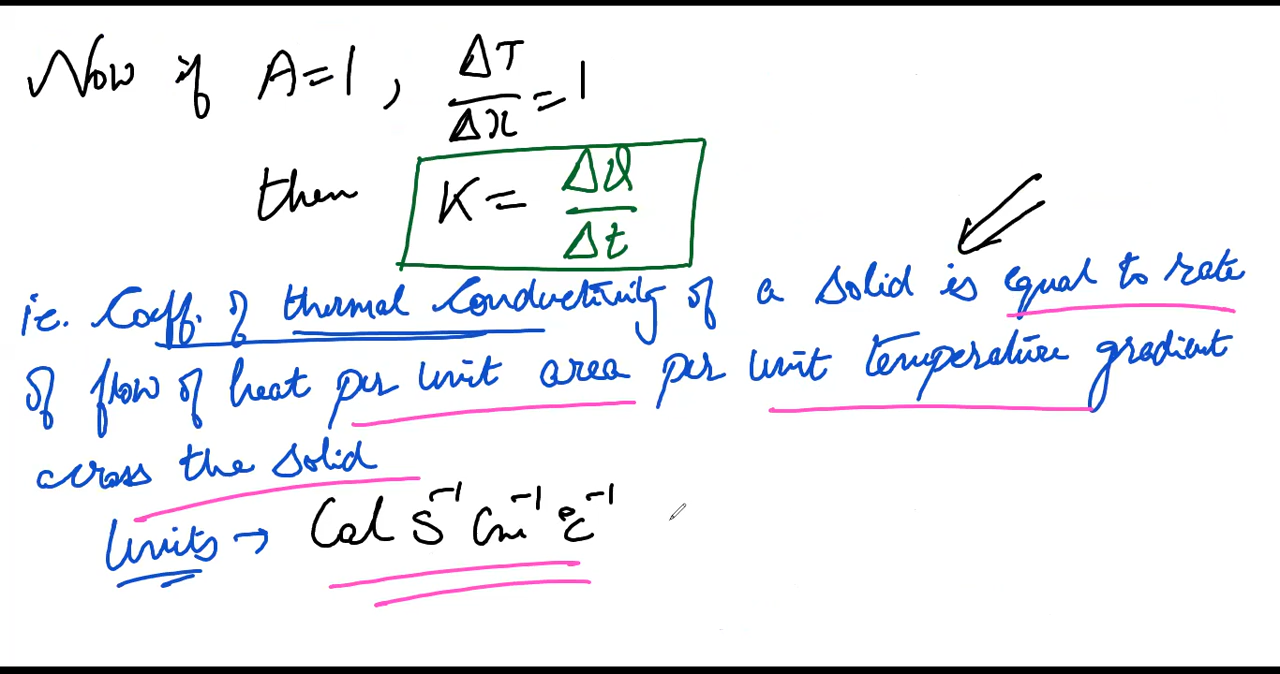 Now if A=1, ΔT/Δx=1
then K= Δθ/Δt
i.e. Coeff. of thermal conductivity of a solid is equal to rate
of flow of heat per unit area per unit temperature gradient
across the solid
Units → Cal S⁻¹ Cm⁻¹ °C⁻¹